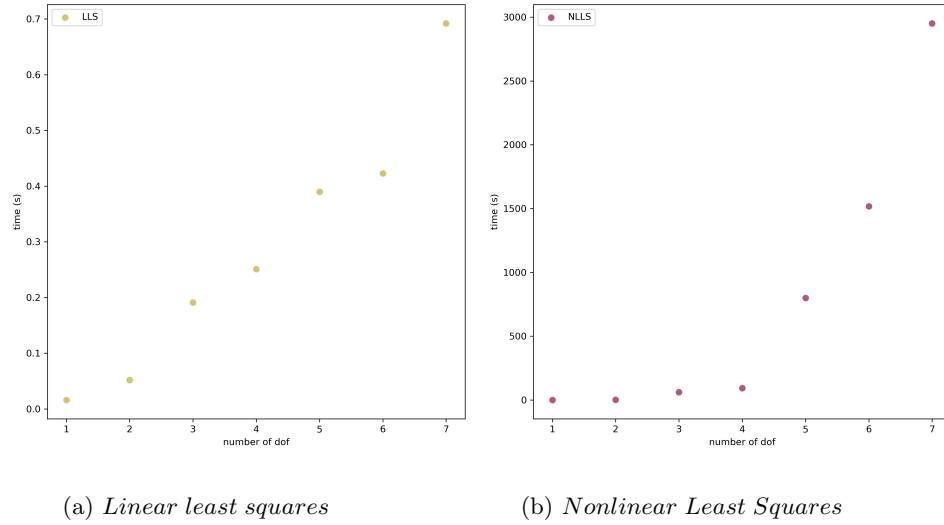 LLS
0.7
0.6
0.5
0.4
0.3
0.2
0.1
0.0
time (s)
1 2 3 4 5 6 7
number of dof
NLLS
3000
2500
2000
1500
1000
500
0
time (s)
1 2 3 4 5 6 7
number of dof
(a) Linear least squares
(b) Nonlinear Least Squares